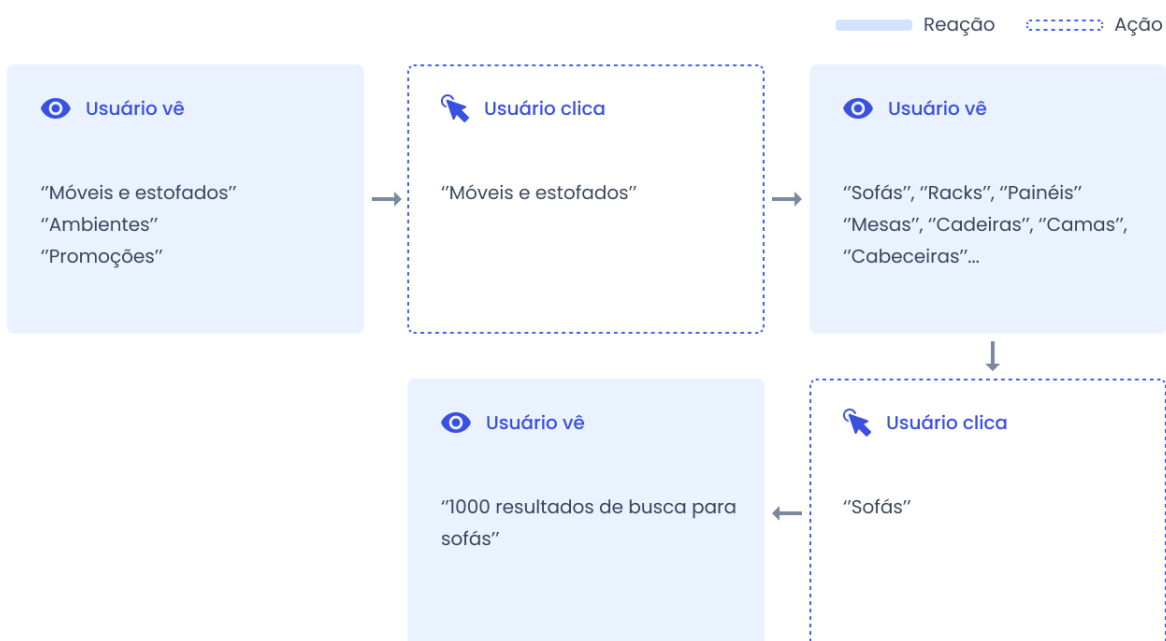 Reação Ação
Usuário vê
“Móveis e estofados”
“Ambientes”
“Promoções”
Usuário clica
“Móveis e estofados”
Usuário vê
“Sofás”, “Racks”, “Painéis”
“Mesas”, “Cadeiras”, “Camas”,
“Cabeceiras”...
Usuário clica
“Sofás”
Usuário vê
“1000 resultados de busca para
sofás”